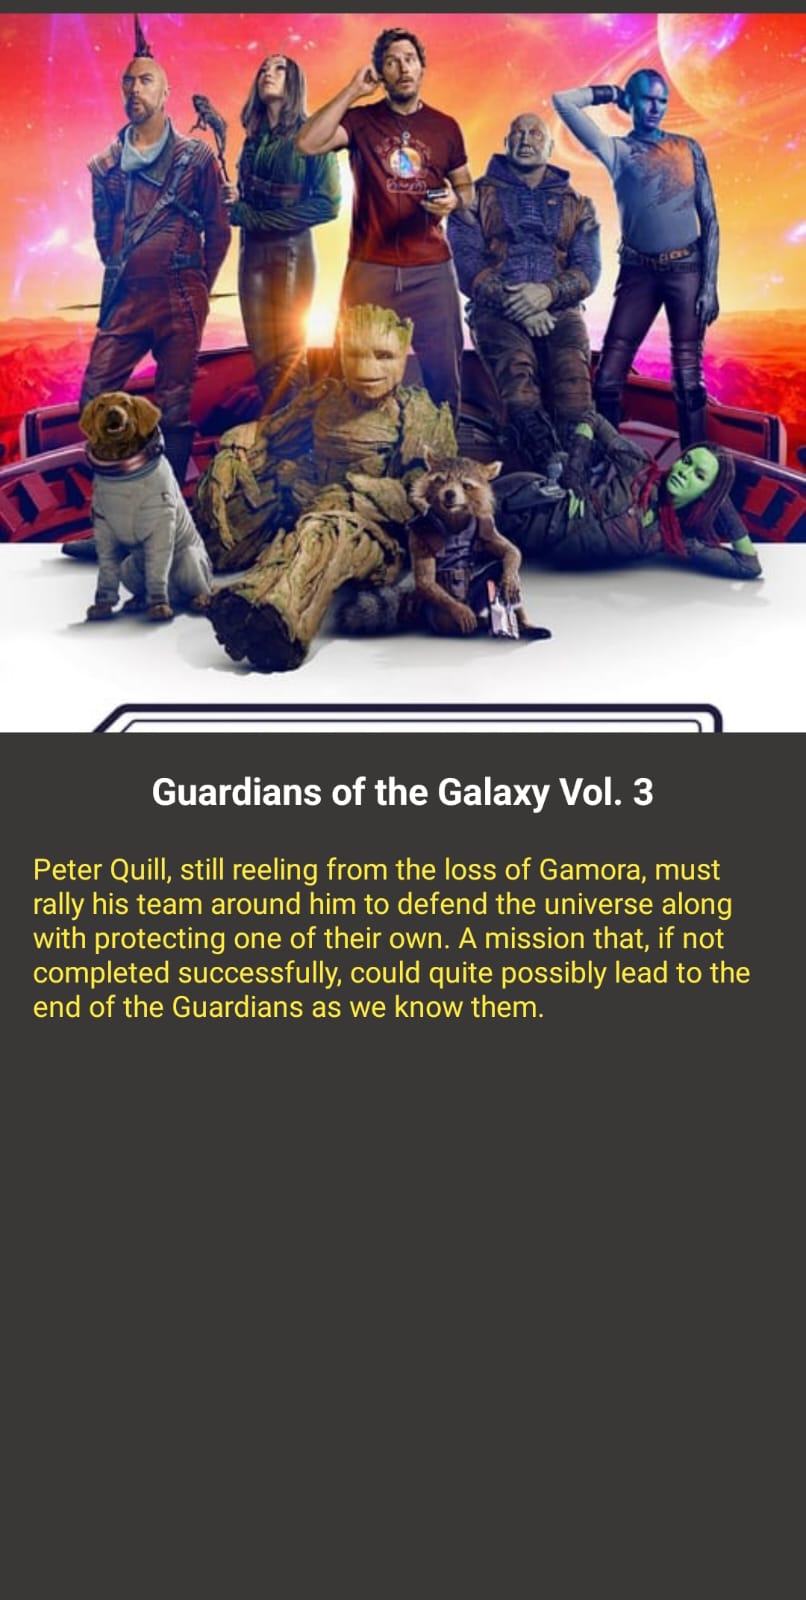 Guardians of the Galaxy Vol. 3
Peter Quill, still reeling from the loss of Gamora, must
rally his team around him to defend the universe along
with protecting one of their own. A mission that, if not
completed successfully, could quite possibly lead to the
end of the Guardians as we know them.